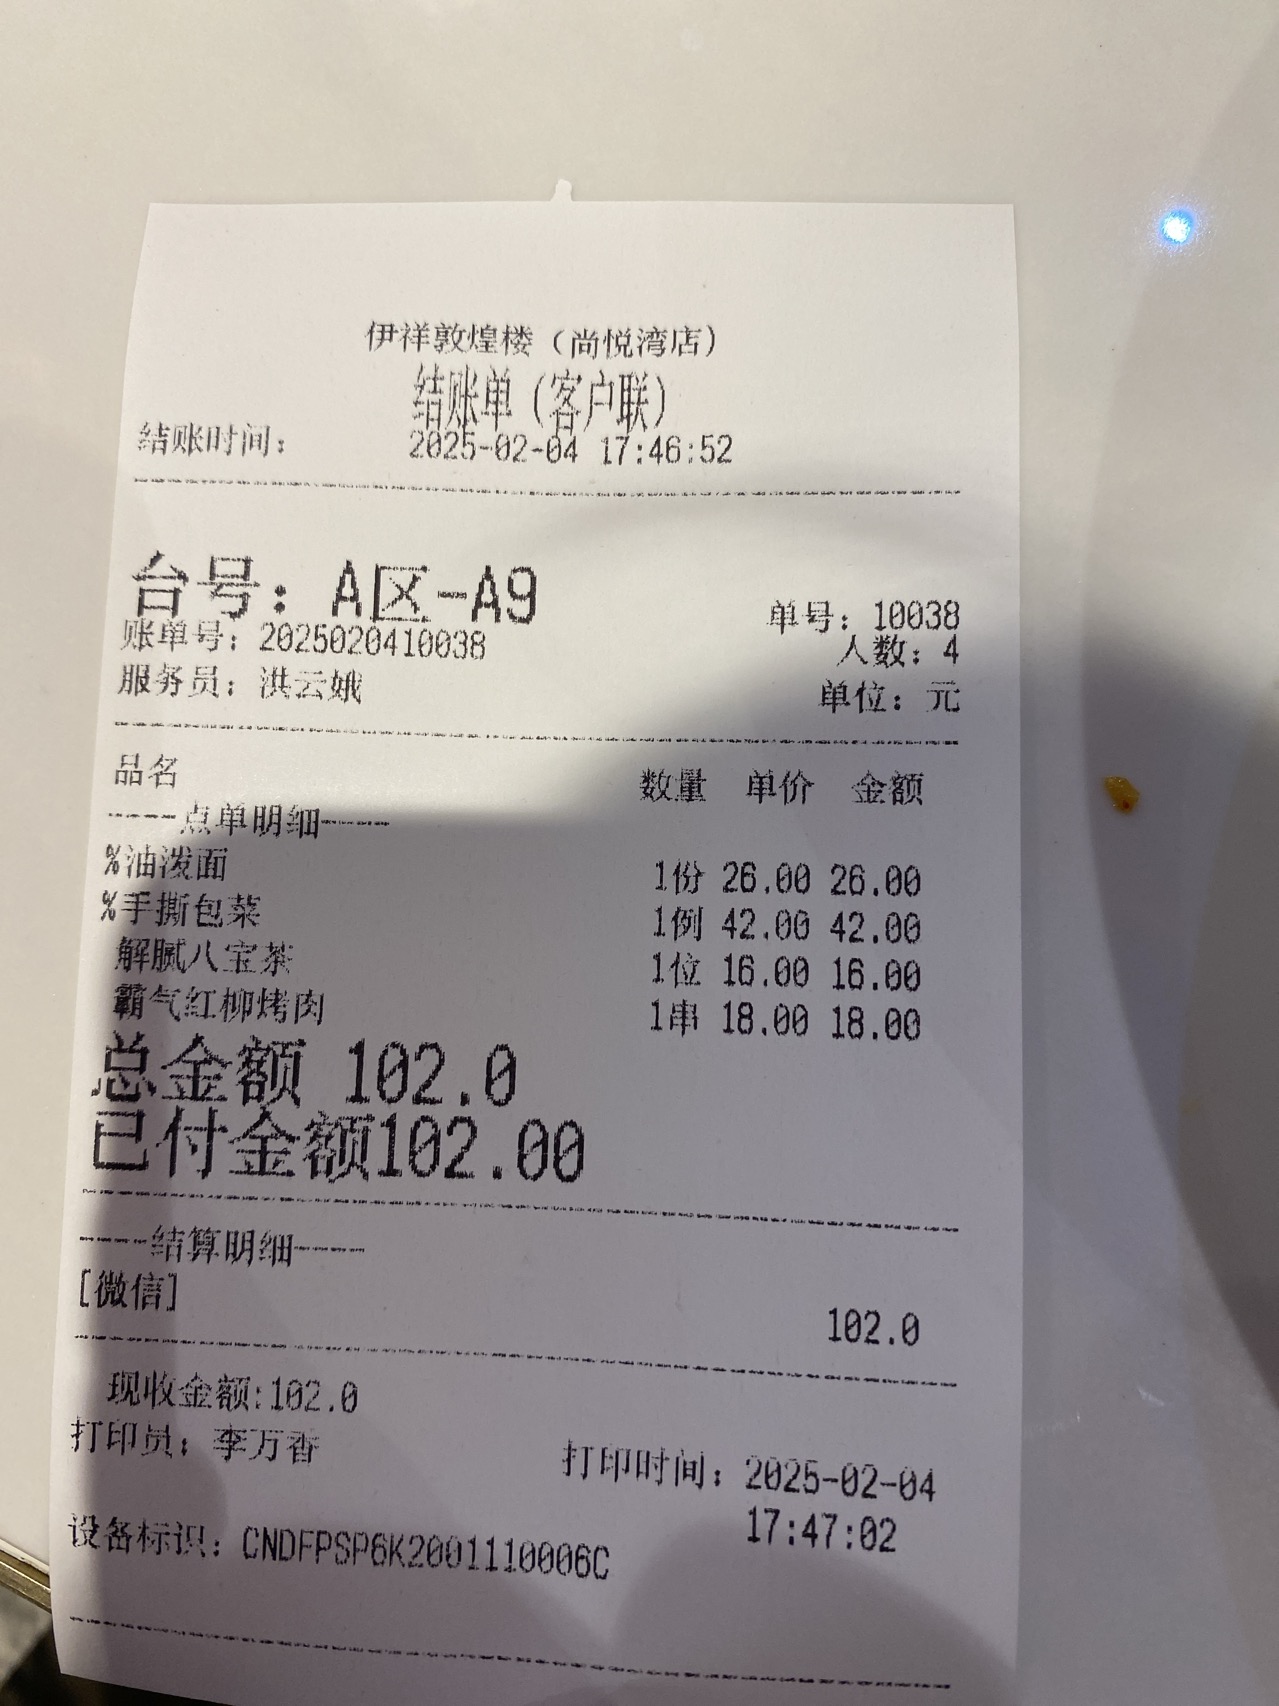 伊祥敦煌楼（尚悦湾店）
结账单（客户联）
结账时间： 2025-02-04 17:46:52
台号：A区-A9
单号：10038
账单号：2025020410038
人数：4
服务员：洪云娥
单位：元
品名 数量 单价 金额
-----点单明细-----
%油泼面 1份 26.00 26.00
%手撕包菜 1例 42.00 42.00
解腻八宝茶 1位 16.00 16.00
霸气红柳烤肉 1串 18.00 18.00
总金额 102.0
已付金额102.00
-----结算明细-----
[微信] 102.0
现收金额:102.0
打印员：李万香 打印时间：2025-02-04
17:47:02
设备标识：CNDFPSP6K2001110006C